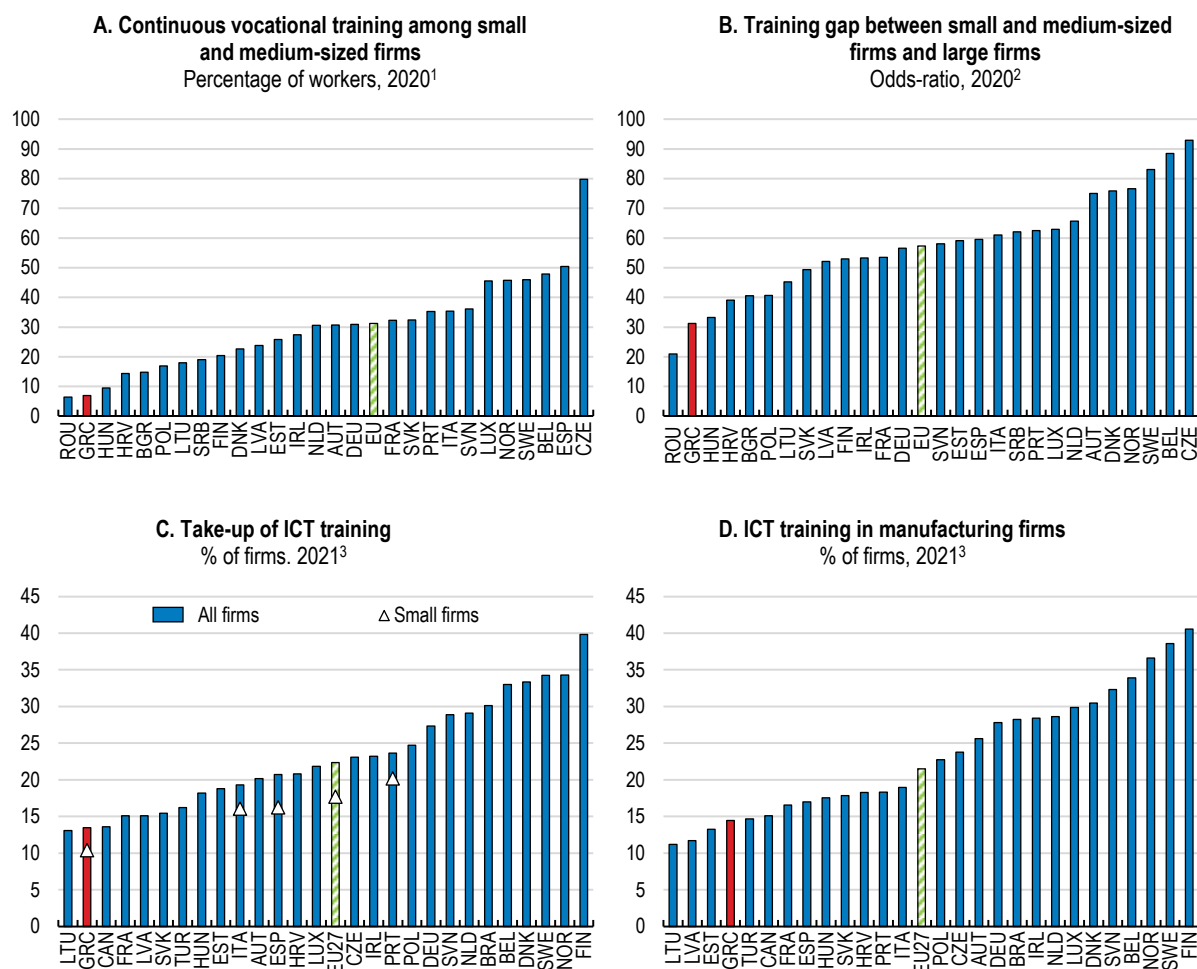 A. Continuous vocational training among small
and medium-sized firms
Percentage of workers, 2020¹
100
90
80
70
60
50
40
30
20
10
0
ROU GRC HUN HRV BGR POL LTU SRB FIN DNK LVA EST IRL NLD AUT DEU EU FRA SVK PRT ITA SVN LUX NOR SWE BEL ESP CZE
B. Training gap between small and medium-sized
firms and large firms
Odds-ratio, 2020²
100
90
80
70
60
50
40
30
20
10
0
ROU GRC HUN HRV BGR POL LTU SVK LVA FIN IRL FRA DEU EU SVN EST ESP ITA SRB PRT LUX NLD AUT DNK NOR SWE BEL CZE
C. Take-up of ICT training
% of firms. 2021³
45
40
35
30
25
20
15
10
5
0
All firms
Small firms
LTU GRC CAN FRA LVA SVK TUR HUN EST ITA AUT ESP HRV LUX EU27 CZE IRL PRT POL DEU SVN NLD BRA BEL DNK SWE NOR FIN
D. ICT training in manufacturing firms
% of firms, 2021³
45
40
35
30
25
20
15
10
5
0
LTU LVA EST GRC TUR CAN FRA ESP HUN SVK HRV PRT ITA EU27 POL CZE AUT DEU BRA IRL NLD LUX DNK SVN BEL NOR SWE FIN